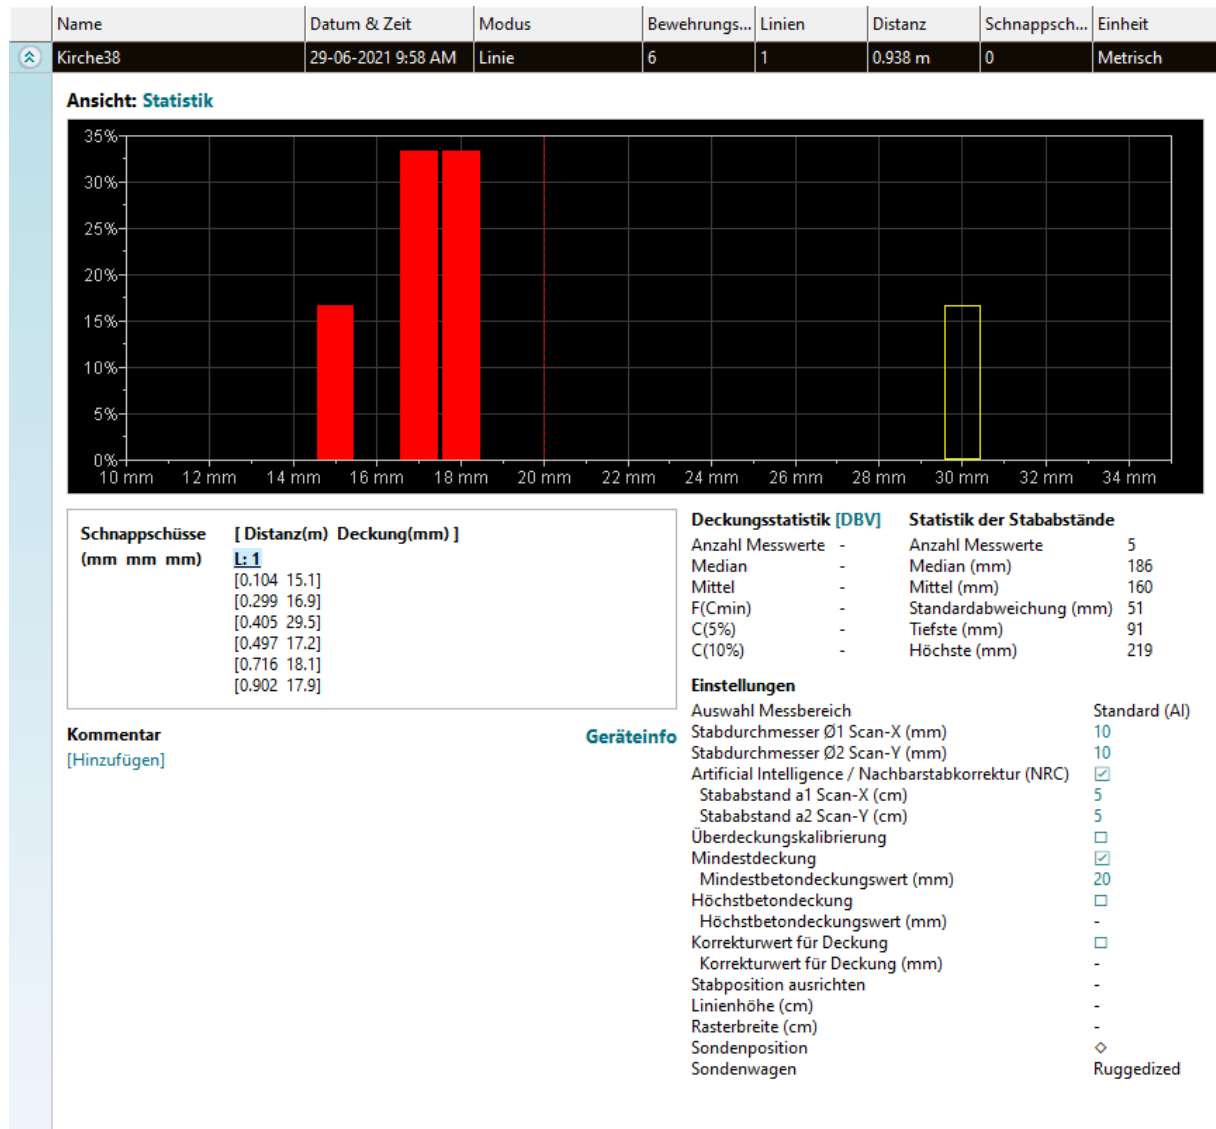 Name Datum & Zeit Modus Bewehrungs... Linien Distanz Schnappsch... Einheit
Kirche38 29-06-2021 9:58 AM Linie 6 1 0.938 m 0 Metrisch
Ansicht: Statistik
35%
30%
25%
20%
15%
10%
5%
0%
10 mm 12 mm 14 mm 16 mm 18 mm 20 mm 22 mm 24 mm 26 mm 28 mm 30 mm 32 mm 34 mm
Schnappschüsse [ Distanz(m) Deckung(mm) ]
(mm mm mm) L: 1
[0.104 15.1]
[0.299 16.9]
[0.405 29.5]
[0.497 17.2]
[0.716 18.1]
[0.902 17.9]
Kommentar
[Hinzufügen]
Geräteinfo
Deckungsstatistik [DBV]
Anzahl Messwerte -
Median -
Mittel -
F(Cmin) -
C(5%) -
C(10%) -
Statistik der Stababstände
Anzahl Messwerte 5
Median (mm) 186
Mittel (mm) 160
Standardabweichung (mm) 51
Tiefste (mm) 91
Höchste (mm) 219
Einstellungen
Auswahl Messbereich Standard (AI)
Stabdurchmesser Ø1 Scan-X (mm) 10
Stabdurchmesser Ø2 Scan-Y (mm) 10
Artificial Intelligence / Nachbarstabkorrektur (NRC)
Stababstand a1 Scan-X (cm) 5
Stababstand a2 Scan-Y (cm) 5
Überdeckungskalibrierung
Mindestdeckung
Mindestbetondeckungswert (mm) 20
Höchstbetondeckung
Höchstbetondeckungswert (mm) -
Korrekturwert für Deckung
Korrekturwert für Deckung (mm) -
Stabposition ausrichten -
Linienhöhe (cm) -
Rasterbreite (cm) -
Sondenposition
Sondenwagen Ruggedized